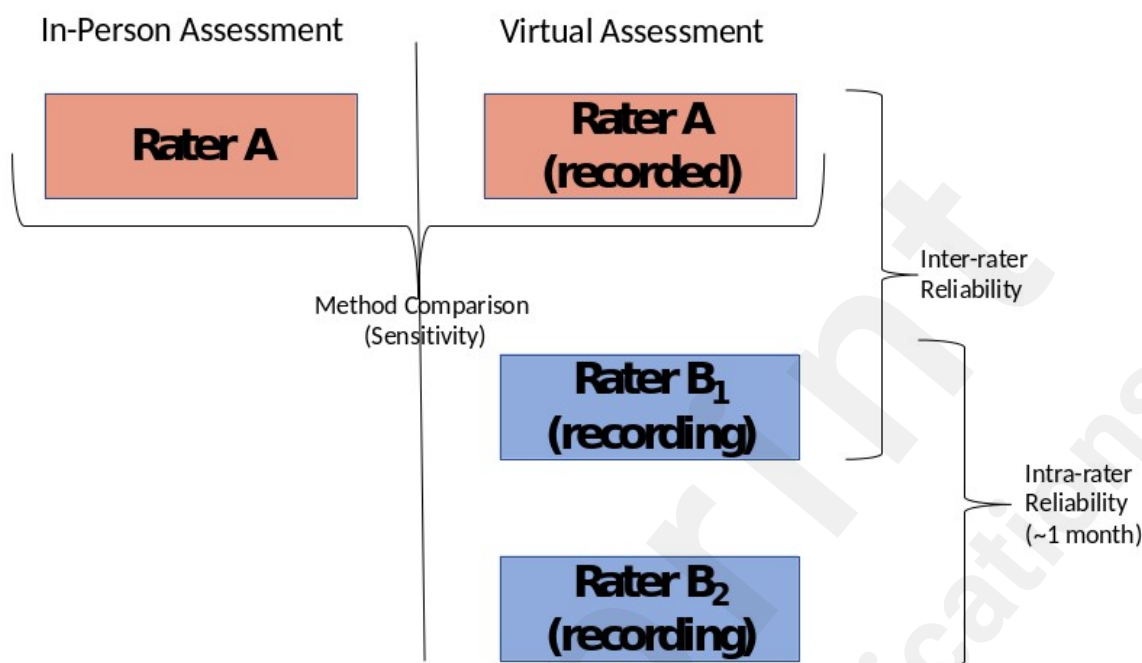 In-Person Assessment
Virtual Assessment
Rater A
Rater A
(recorded)
Inter-rater
Reliability
Method Comparison
(Sensitivity)
Rater B1
(recording)
Intra-rater
Reliability
(~1 month)
Rater B2
(recording)